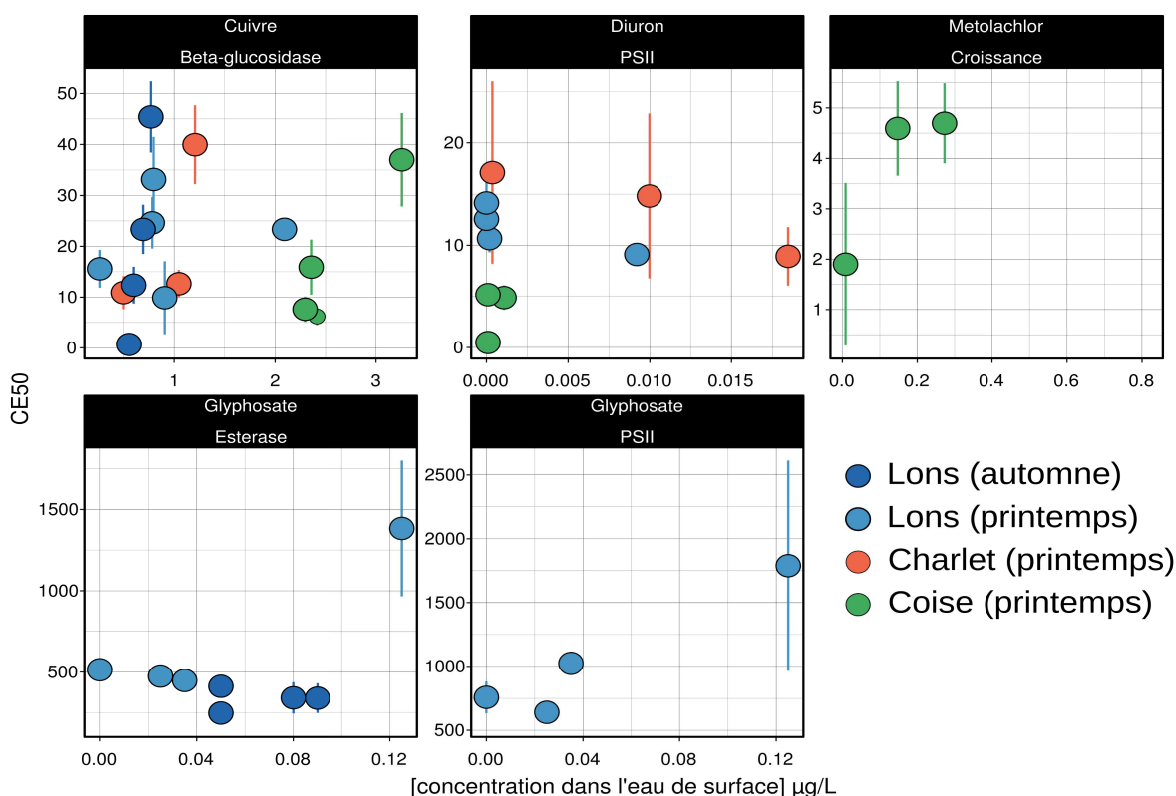 Cuivre
Beta-glucosidase
Diuron
PSII
Metolachlor
Croissance
50
40
30
20
10
0
1
2
3
20
10
0
0.000
0.005
0.010
0.015
5
4
3
2
1
0.0
0.2
0.4
0.6
0.8
CE50
Glyphosate
Esterase
Glyphosate
PSII
1500
1000
500
0.00
0.04
0.08
0.12
2500
2000
1500
1000
500
0.00
0.04
0.08
0.12
Lons (automne)
Lons (printemps)
Charlet (printemps)
Coise (printemps)
[concentration dans l'eau de surface] µg/L